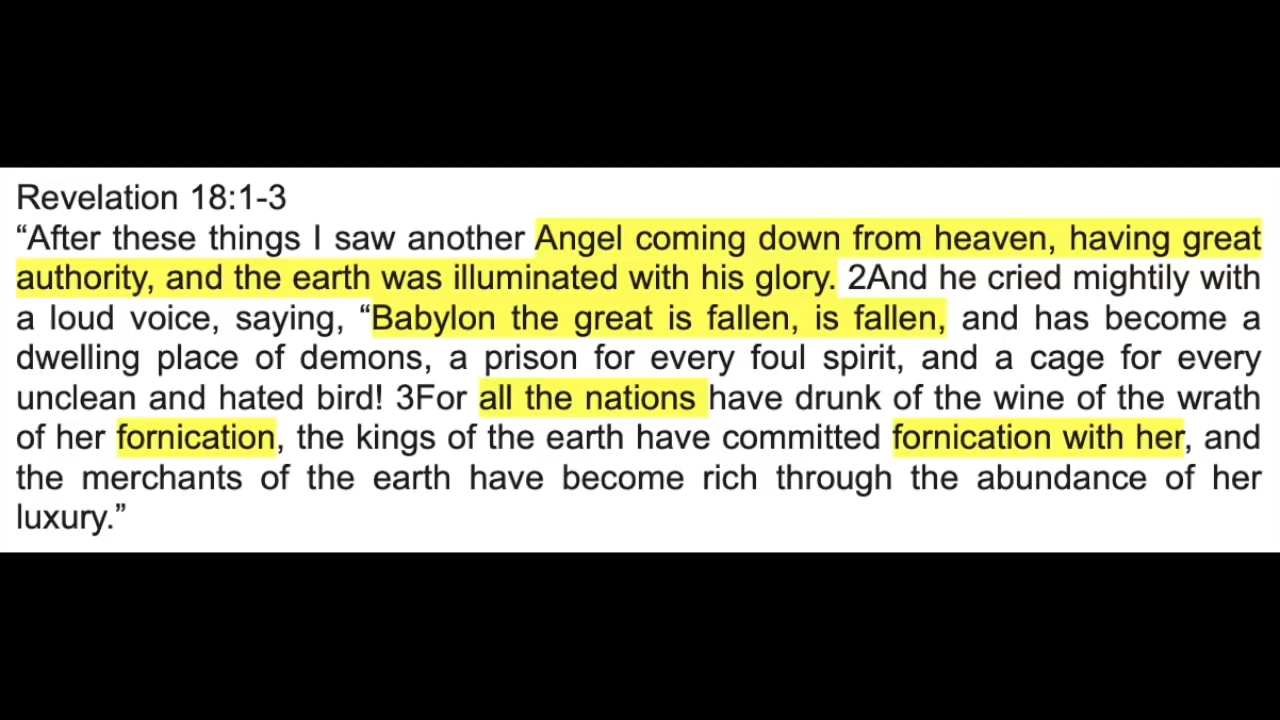 Revelation 18:1-3
“After these things I saw another Angel coming down from heaven, having great
authority, and the earth was illuminated with his glory. 2And he cried mightily with
a loud voice, saying, “Babylon the great is fallen, is fallen, and has become a
dwelling place of demons, a prison for every foul spirit, and a cage for every
unclean and hated bird! 3For all the nations have drunk of the wine of the wrath
of her fornication, the kings of the earth have committed fornication with her, and
the merchants of the earth have become rich through the abundance of her
luxury.”